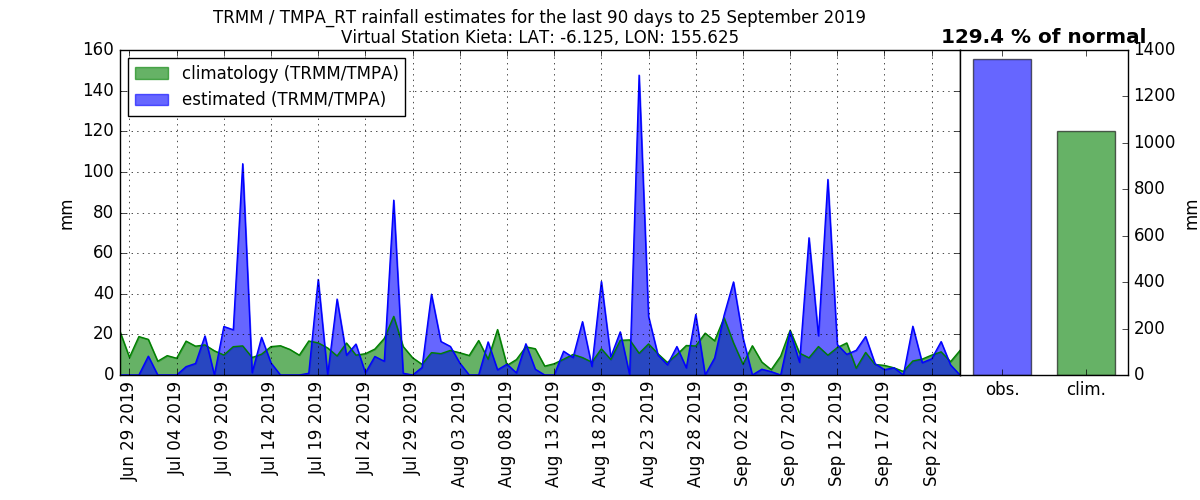 TRMM / TMPA_RT rainfall estimates for the last 90 days to 25 September 2019
Virtual Station Kieta: LAT: -6.125, LON: 155.625
129.4 % of normal
climatology (TRMM/TMPA)
estimated (TRMM/TMPA)
mm
160
140
120
100
80
60
40
20
0
Jun 29 2019
Jul 04 2019
Jul 09 2019
Jul 14 2019
Jul 19 2019
Jul 24 2019
Jul 29 2019
Aug 03 2019
Aug 08 2019
Aug 13 2019
Aug 18 2019
Aug 23 2019
Aug 28 2019
Sep 02 2019
Sep 07 2019
Sep 12 2019
Sep 17 2019
Sep 22 2019
1400
1200
1000
800
600
400
200
0
mm
obs.
clim.